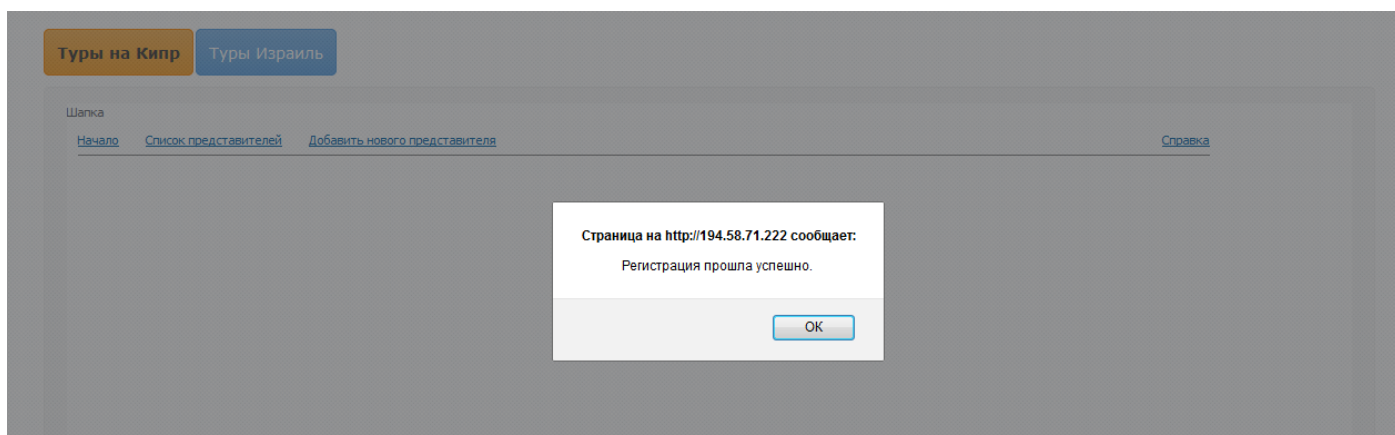 Туры на Кипр Туры Израиль
Шапка
Начало Список представителей Добавить нового представителя Справка
Страница на http://194.58.71.222 сообщает:
Регистрация прошла успешно.
OK